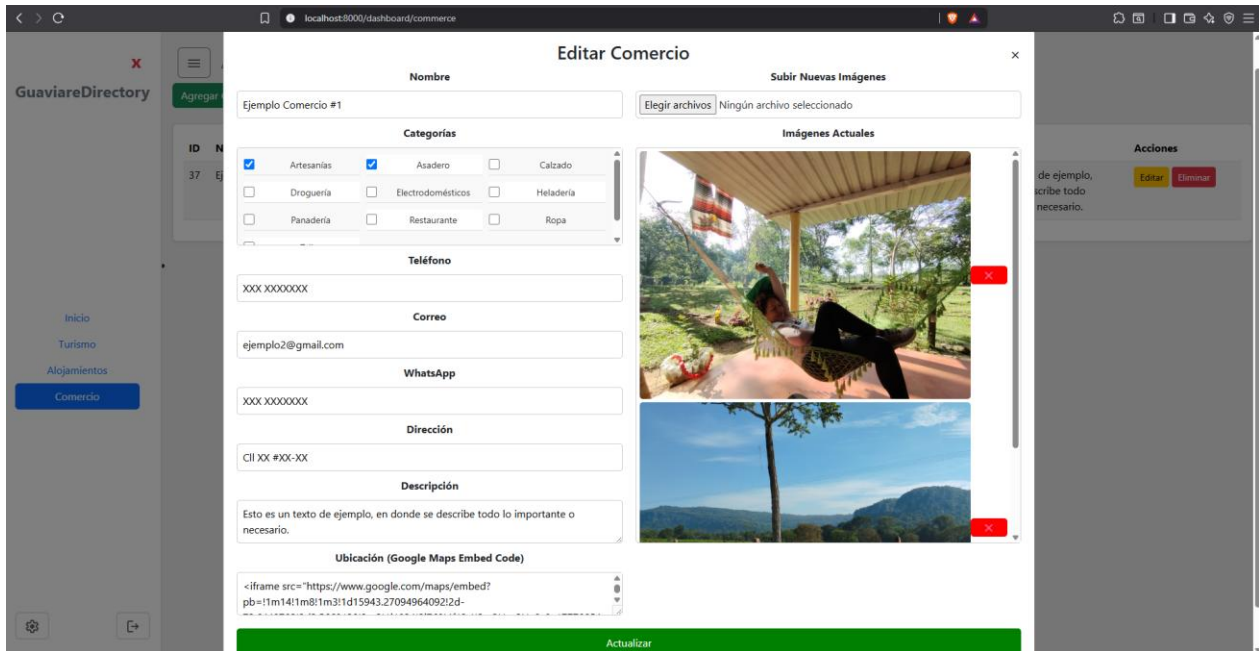 localhost:8000/dashboard/commerce
X
GuaviareDirectory
Agregar
ID
37
Acciones
de ejemplo,
necesario.
Editar
Eliminar
Inicio
Turismo
Alojamientos
Comercio
Editar Comercio
×
Nombre
Ejemplo Comercio #1
Categorías
Artesanías Asadero Calzado
Droguería Electrodomésticos Heladería
Panadería Restaurante Ropa
Teléfono
XXX XXXXXXX
Correo
ejemplo2@gmail.com
WhatsApp
XXX XXXXXXX
Dirección
Cll XX #XX-XX
Descripción
Esto es un texto de ejemplo, en donde se describe todo lo importante o
necesario.
Ubicación (Google Maps Embed Code)
<iframe src="https://www.google.com/maps/embed?
pb=!1m14!1m8!1m3!1d15943.27094964092!2d-
Subir Nuevas Imágenes
Elegir archivos Ningún archivo seleccionado
Imágenes Actuales
×
×
Actualizar